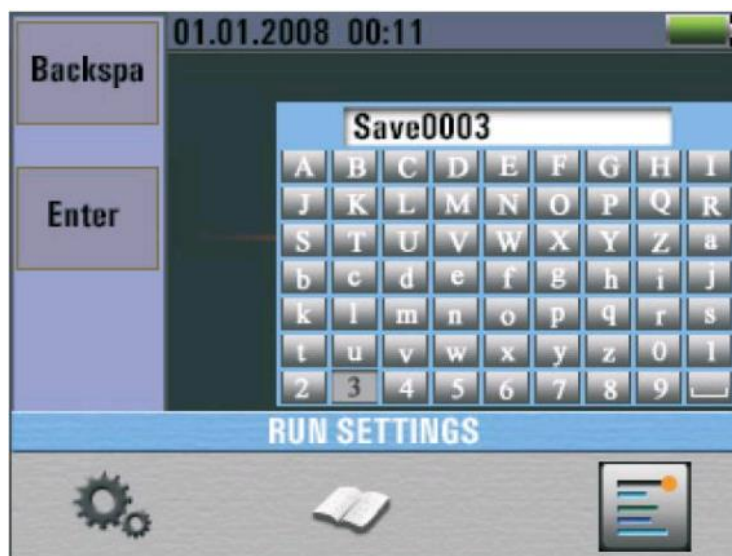 01.01.2008 00:11
Backspa
Enter
Save0003
A B C D E F G H I
J K L M N O P Q R
S T U V W X Y Z a
b c d e f g h i j
k l m n o p q r s
t u v w x y z 0 1
2 3 4 5 6 7 8 9
RUN SETTINGS